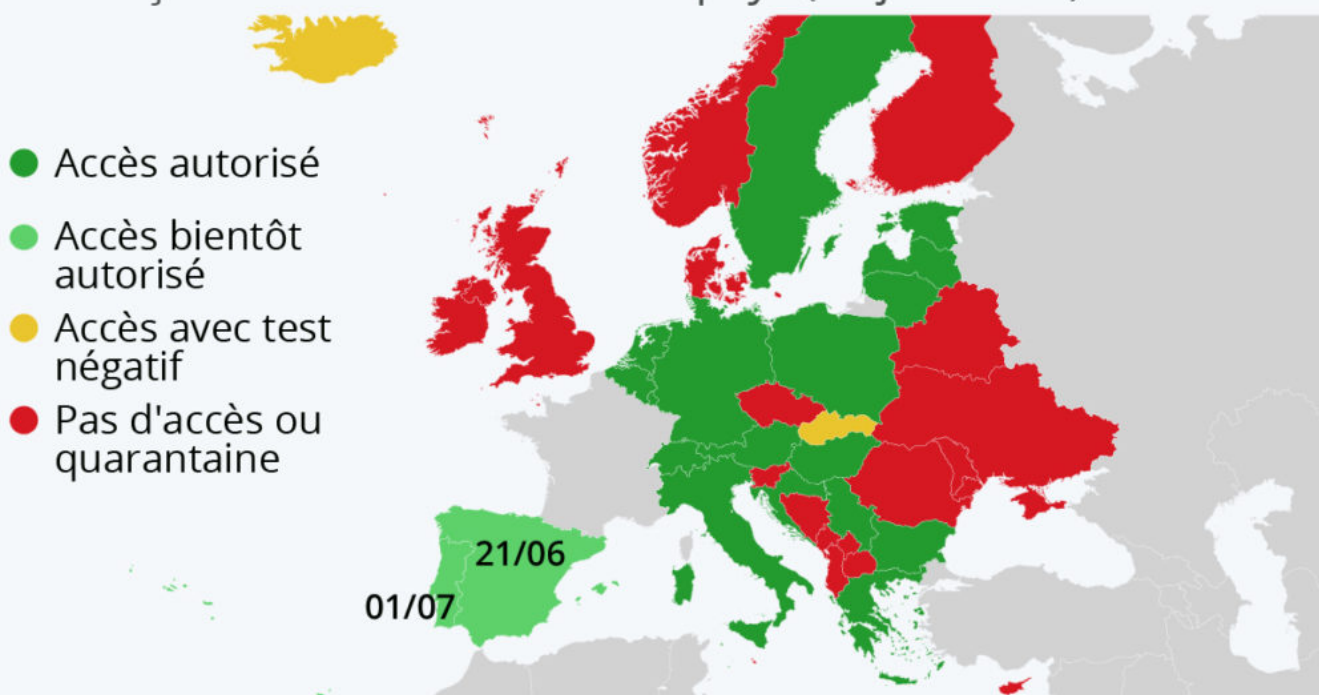 Accès autorisé
Accès bientôt
autorisé
Accès avec test
négatif
Pas d'accès ou
quarantaine
21/06
01/07